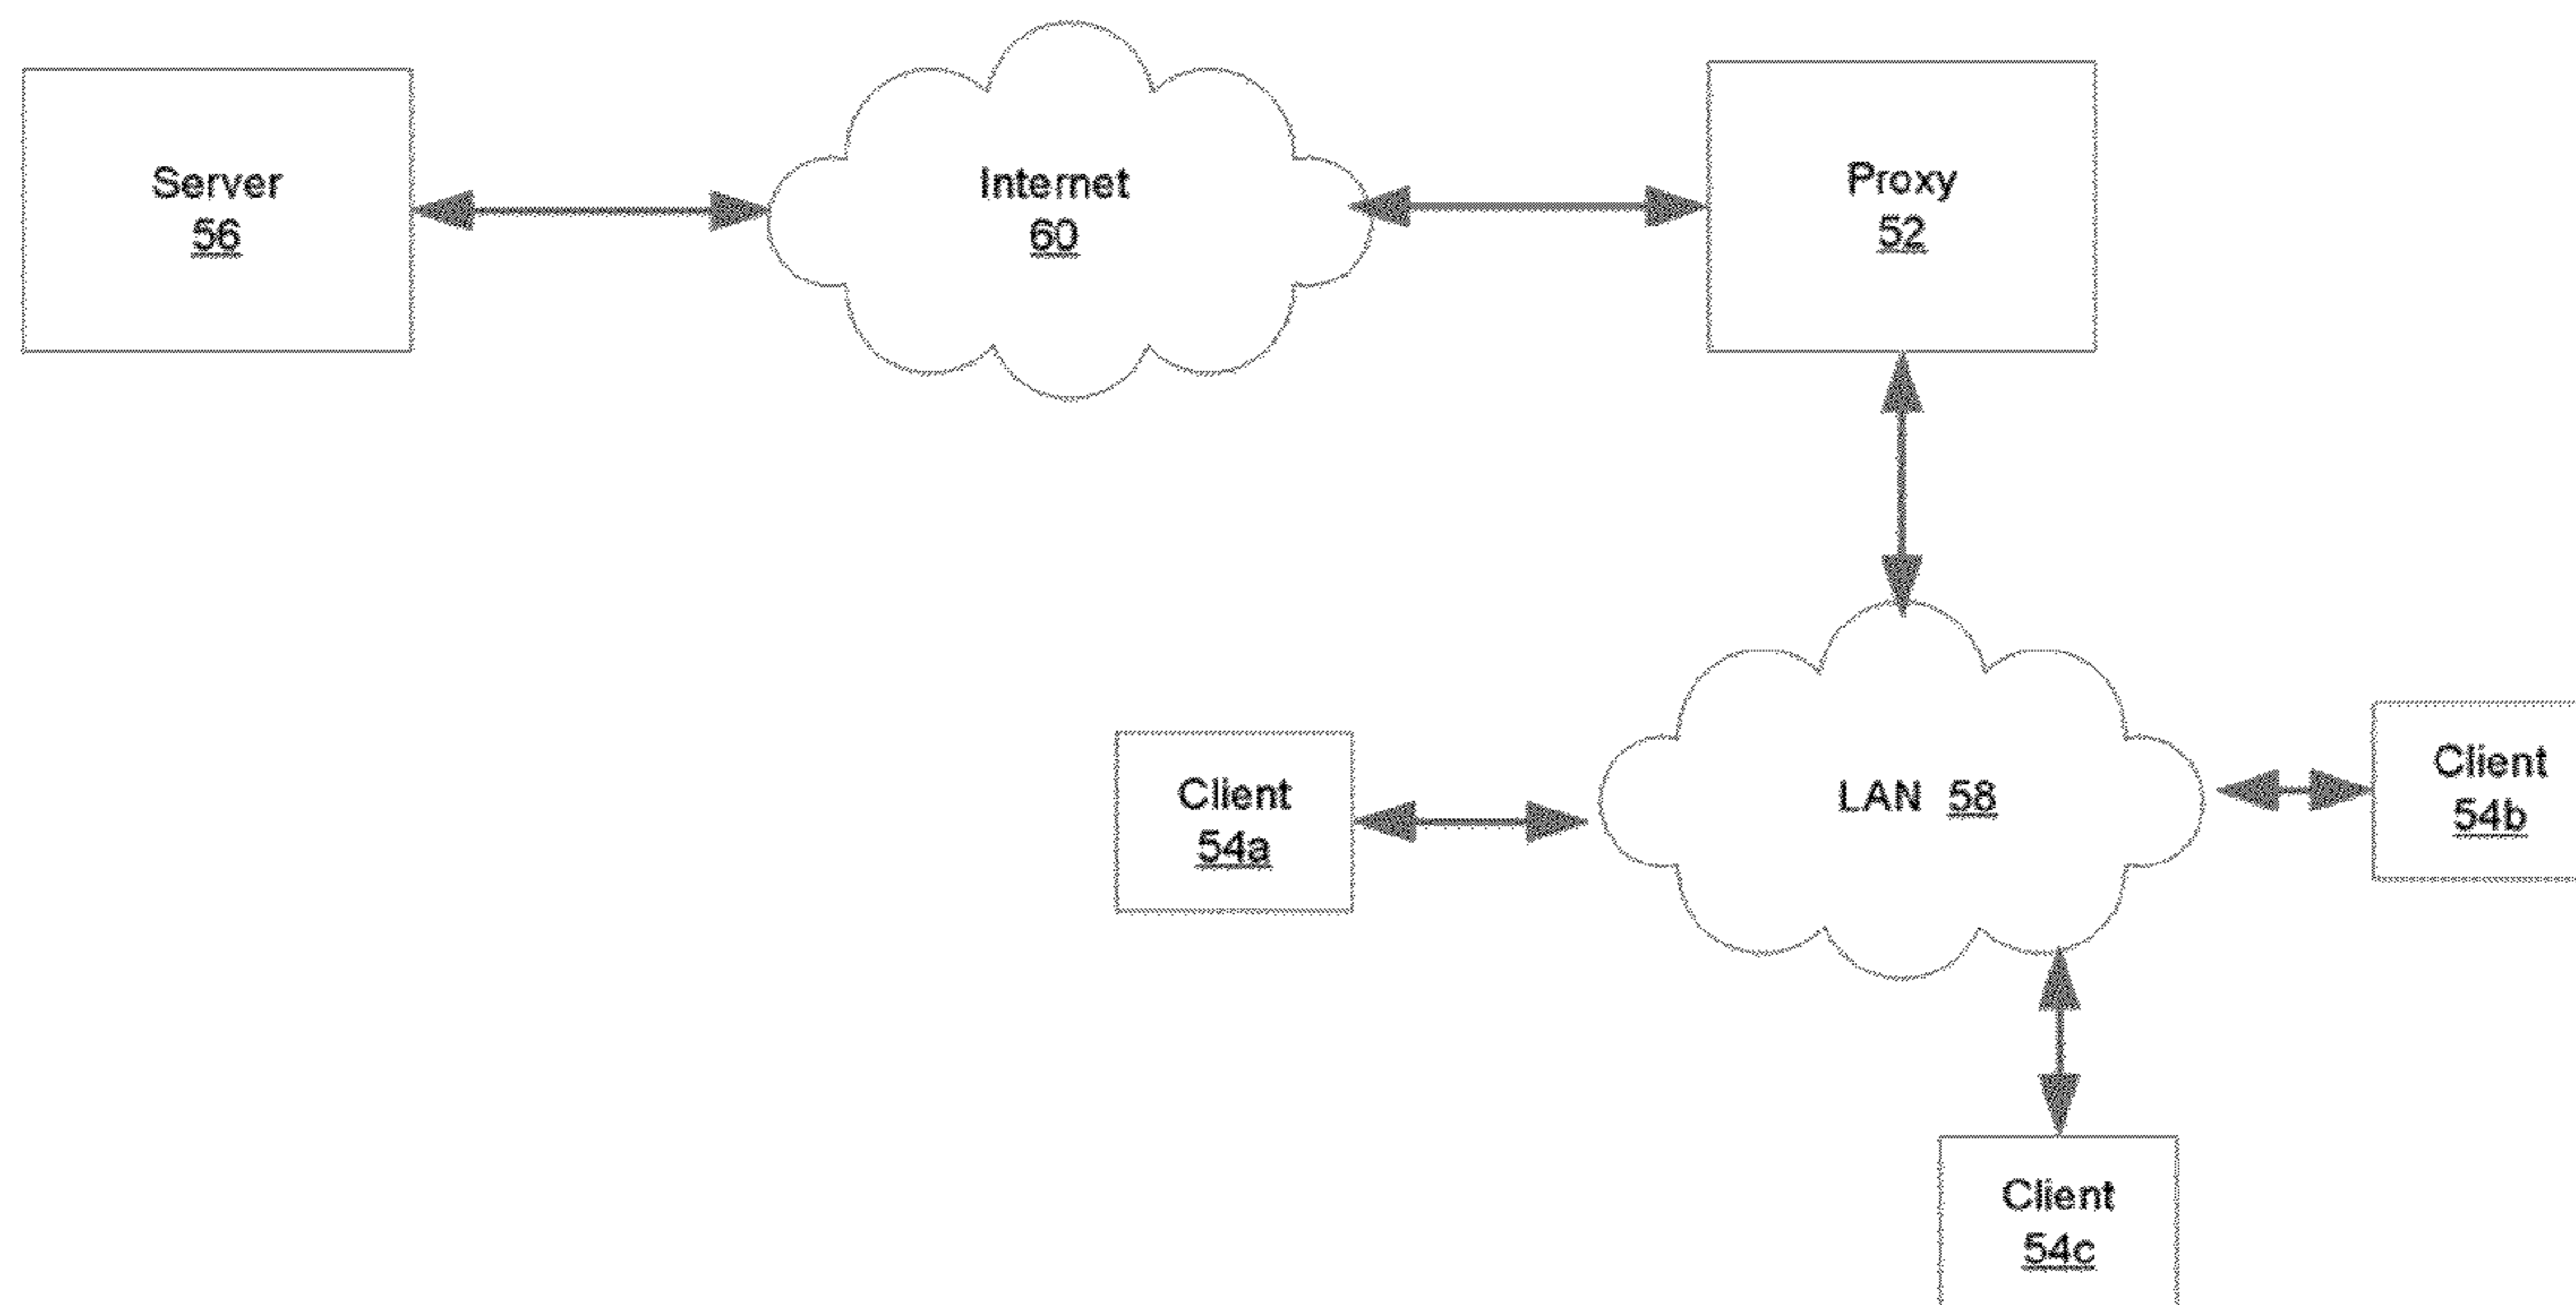 Server
56
Internet
60
Proxy
52
Client
54a
LAN 58
Client
54b
Client
54c